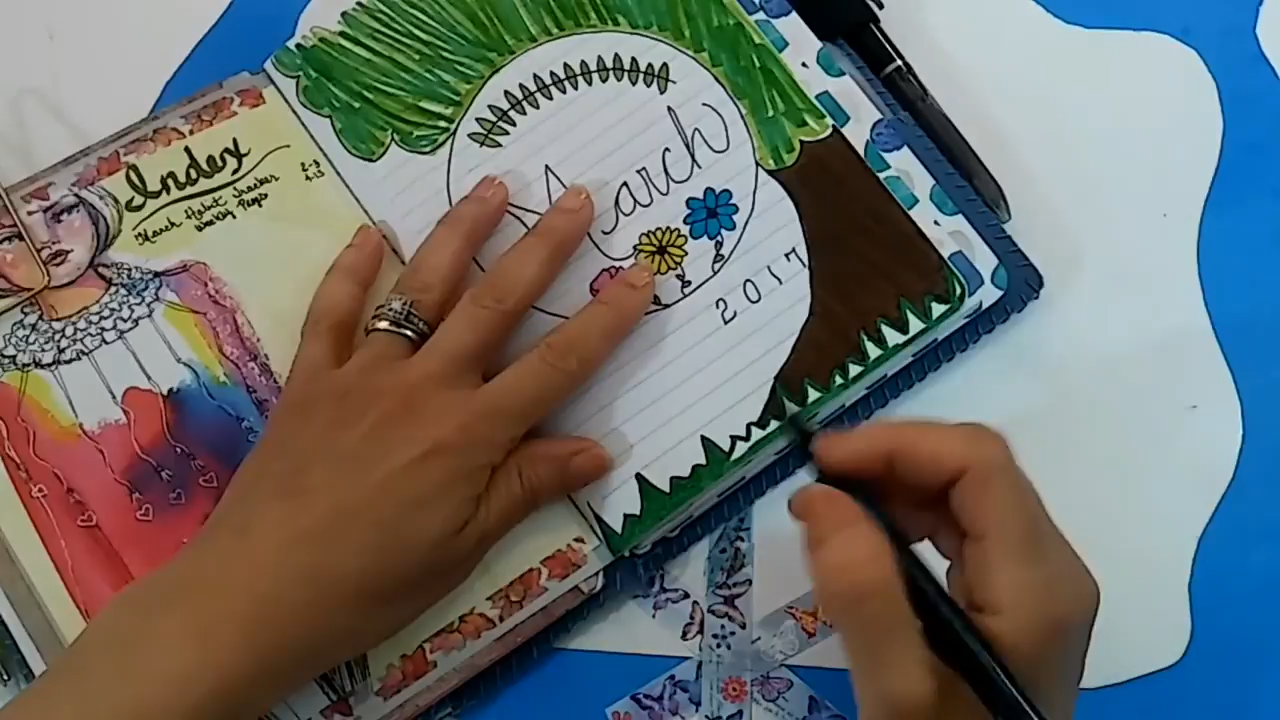 Index
March Habit Tracker 2-3
Weekly Pages 4-13
March
2017